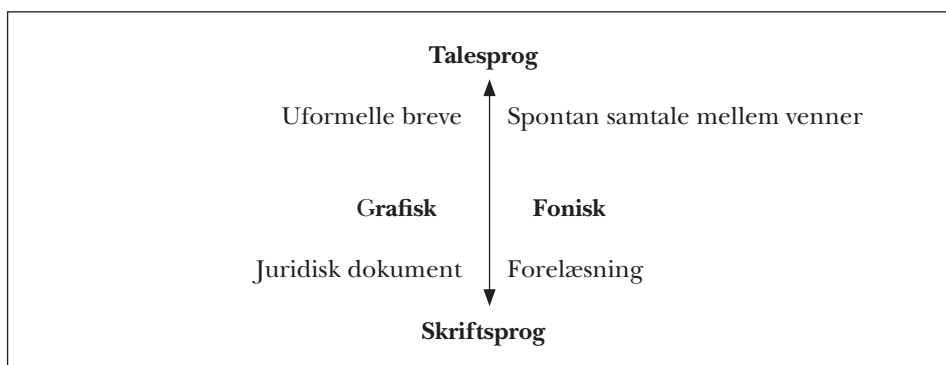 Talesprog
Uformelle breve Spontan samtale mellem venner
Grafisk Fonisk
Juridisk dokument Forelæsning
Skriftsprog